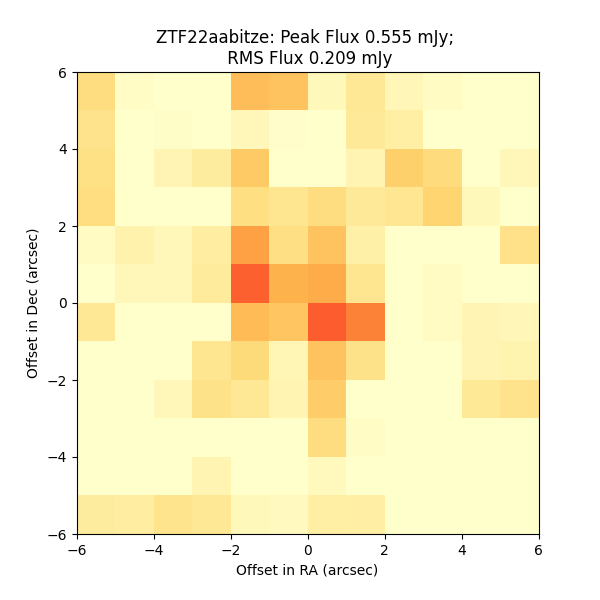 ZTF22aabitze: Peak Flux 0.555 mJy;
RMS Flux 0.209 mJy
6
4
2
0
−2
−4
−6
Offset in Dec (arcsec)
−6 −4 −2 0 2 4 6
Offset in RA (arcsec)